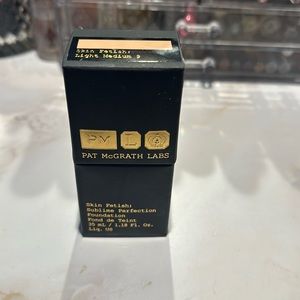 Skin Fetish:
Light Medium 9
PM L
PAT McGRATH LABS
Skin Fetish:
Sublime Perfection
Foundation
Fond de Teint
35 mL / 1.18 Fl. Oz.
Liq. US